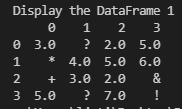 Display the DataFrame 1
0 1 2 3
0 3.0 ? 2.0 5.0
1 * 4.0 5.0 6.0
2 + 3.0 2.0 &
3 5.0 ? 7.0 !